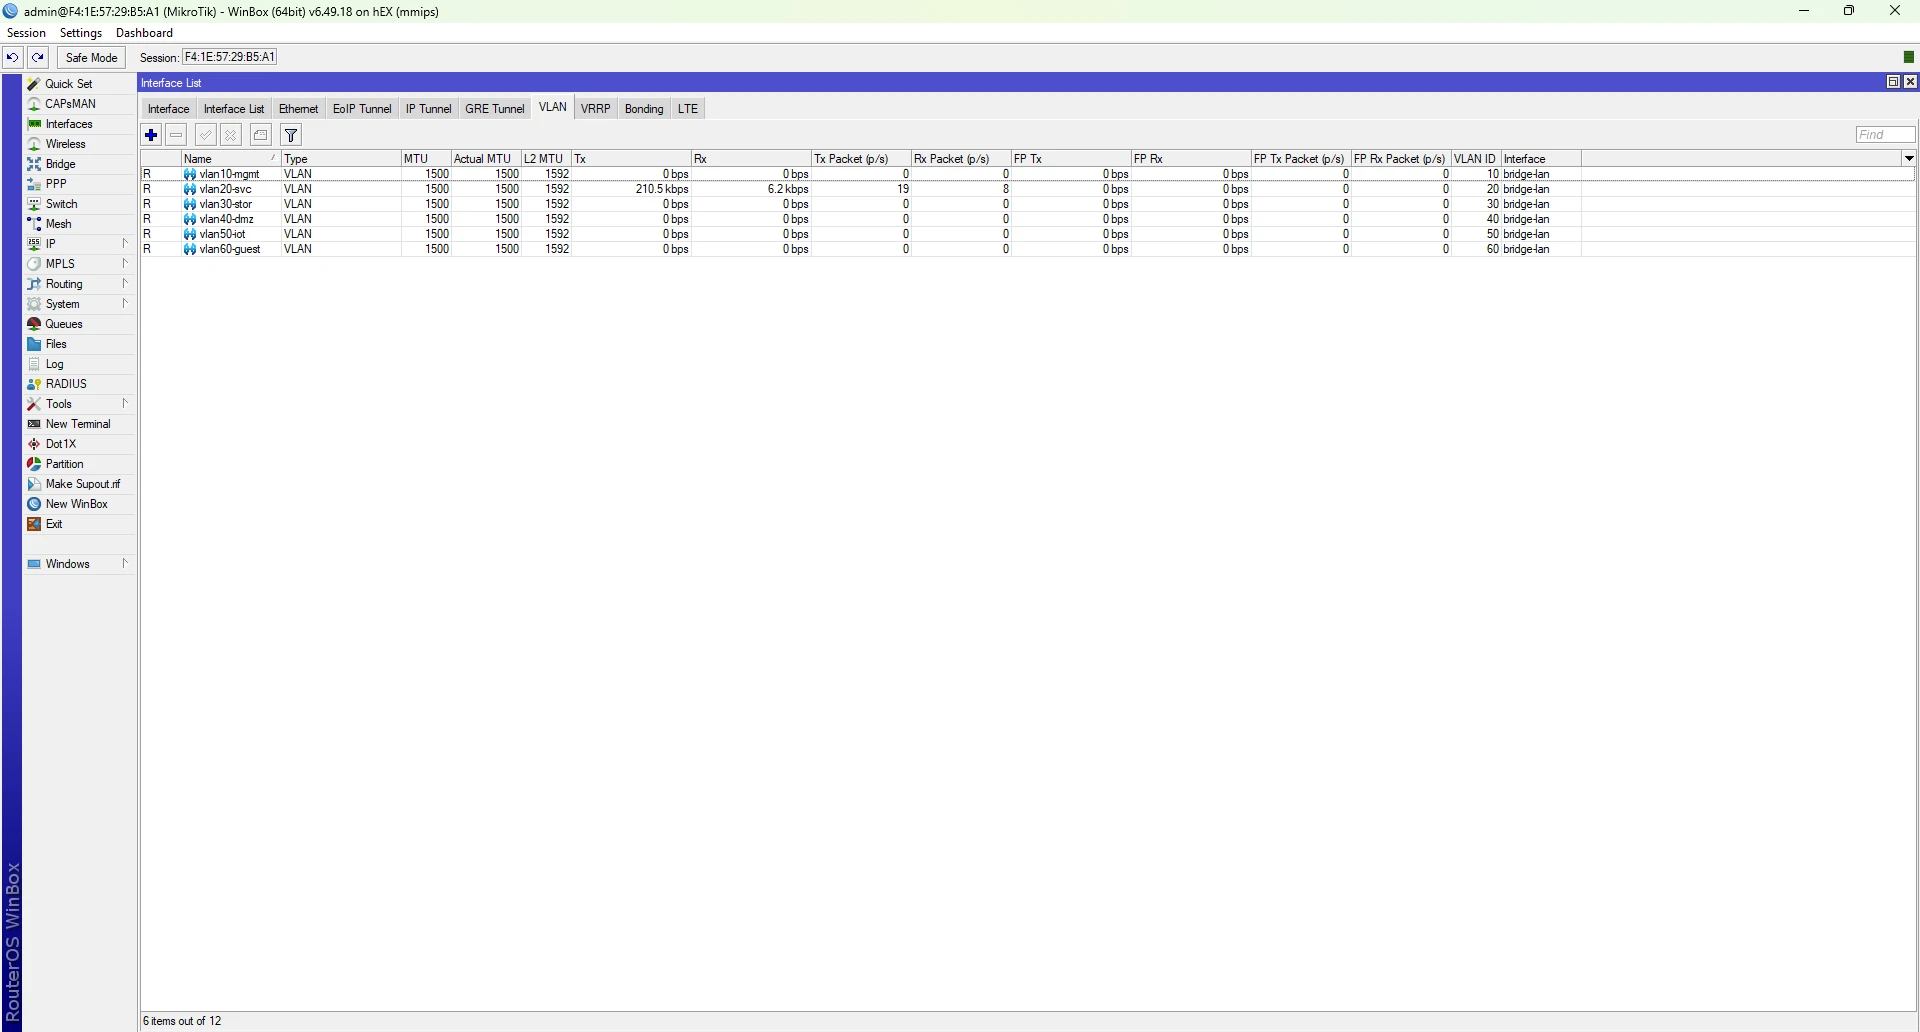 admin@F4:1E:57:29:B5:A1 (MikroTik) - WinBox (64bit) v6.49.18 on hEX (mmips)
Session Settings Dashboard
Safe Mode Session: F4:1E:57:29:B5:A1
Quick Set
CAPsMAN
Interfaces
Wireless
Bridge
PPP
Switch
Mesh
IP
MPLS
Routing
System
Queues
Files
Log
RADIUS
Tools
New Terminal
Dot1X
Partition
Make Supout.rif
New WinBox
Exit
Windows
RouterOS WinBox
Interface List
Interface Interface List Ethernet EoIP Tunnel IP Tunnel GRE Tunnel VLAN VRRP Bonding LTE
Find
Name Type MTU Actual MTU L2 MTU Tx Rx Tx Packet (p/s) Rx Packet (p/s) FP Tx FP Rx FP Tx Packet (p/s) FP Rx Packet (p/s) VLAN ID Interface
R vlan10-mgmt VLAN 1500 1500 1592 0 bps 0 bps 0 0 0 bps 0 bps 0 0 10 bridge-lan
R vlan20-svc VLAN 1500 1500 1592 210.5 kbps 6.2 kbps 19 8 0 bps 0 bps 0 0 20 bridge-lan
R vlan30-stor VLAN 1500 1500 1592 0 bps 0 bps 0 0 0 bps 0 bps 0 0 30 bridge-lan
R vlan40-dmz VLAN 1500 1500 1592 0 bps 0 bps 0 0 0 bps 0 bps 0 0 40 bridge-lan
R vlan50-iot VLAN 1500 1500 1592 0 bps 0 bps 0 0 0 bps 0 bps 0 0 50 bridge-lan
R vlan60-guest VLAN 1500 1500 1592 0 bps 0 bps 0 0 0 bps 0 bps 0 0 60 bridge-lan
6 items out of 12